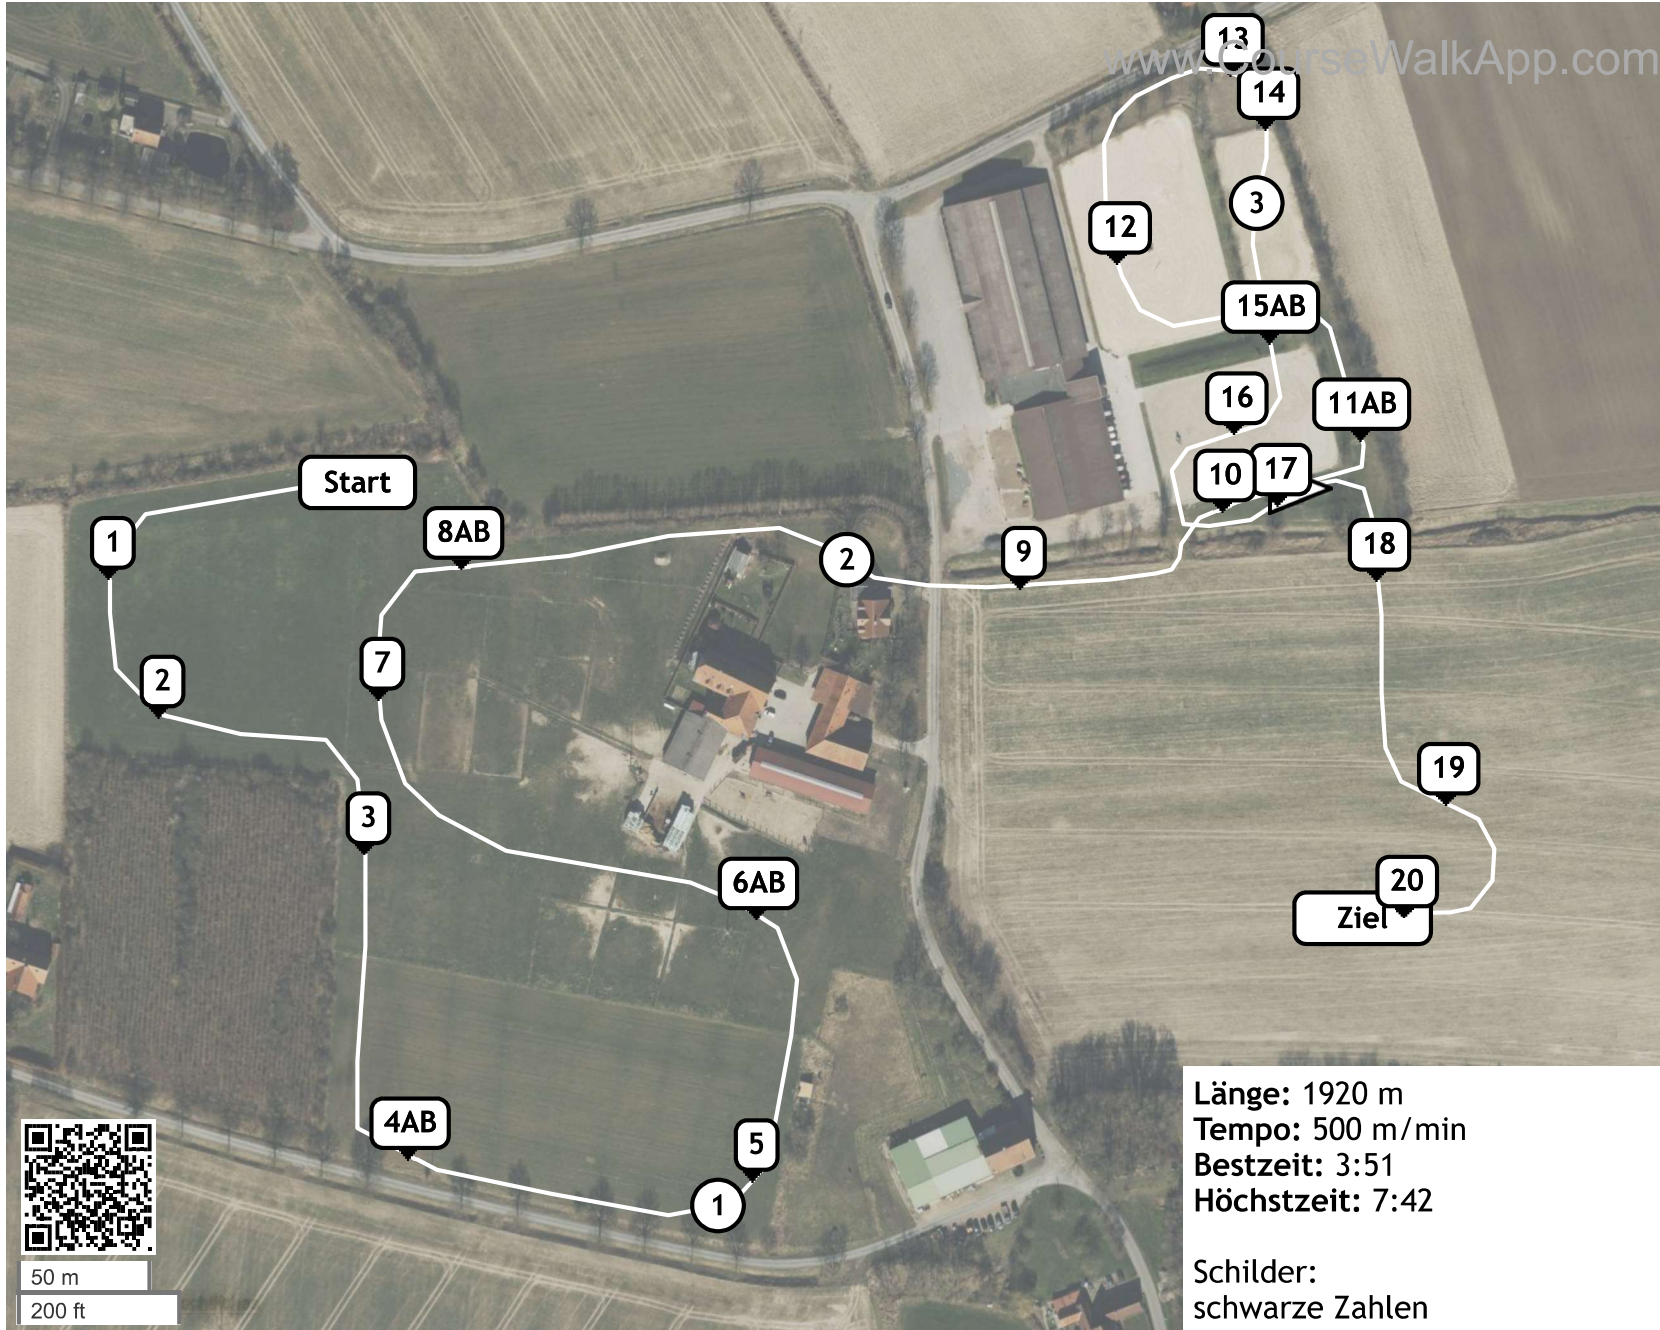 13
www.CourseWalkApp.com
14
3
12
15AB
16
11AB
10
17
Start
1
8AB
2
9
18
2
7
3
19
6AB
20
Ziel
4AB
5
1
Länge: 1920 m
Tempo: 500 m/min
Bestzeit: 3:51
Höchstzeit: 7:42
Schilder:
schwarze Zahlen
50 m
200 ft